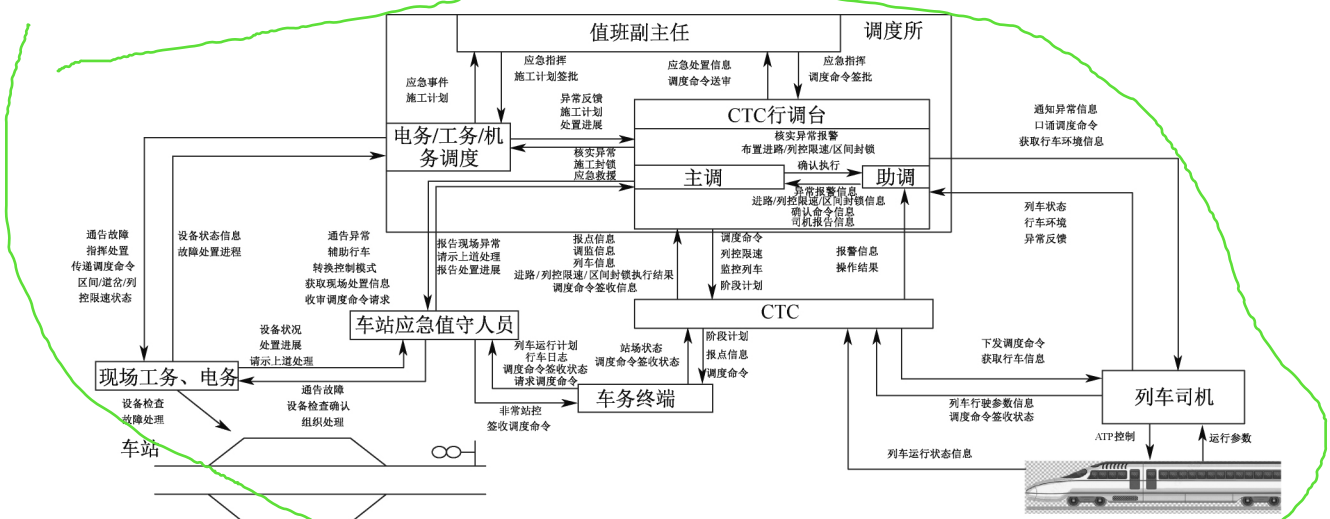 值班副主任
调度所
应急事件
施工计划
应急指挥
施工计划签批
应急处置信息
调度命令送审
应急指挥
调度命令签批
异常反馈
施工计划
处置进展
CTC行调台
核实异常报警
布置进路/列控限速/区间封锁
通知异常信息
口诵调度命令
获取行车环境信息
电务/工务/机
务调度
核实异常
施工封锁
应急救援
主调
确认执行
助调
异常报警信息
进路/列控限速/区间封锁信息
确认命令信息
司机报告信息
列车状态
行车环境
异常反馈
通告故障
指挥处置
传递调度命令
区间/道岔/列
控限速状态
设备状态信息
故障处置进程
通告异常
辅助行车
转换控制模式
获取现场处置信息
收审调度命令请求
报告现场异常
请示上道处理
报告处置进展
报点信息
调监信息
列车信息
进路/列控限速/区间封锁执行结果
调度命令签收信息
调度命令
列控限速
监控列车
阶段计划
报警信息
操作结果
车站应急值守人员
CTC
设备状况
处置进展
请示上道处理
列车运行计划
行车日志
调度命令签收状态
请求调度命令
站场状态
调度命令签收状态
阶段计划
报点信息
调度命令
下发调度命令
获取行车信息
现场工务、电务
通告故障
设备检查确认
组织处理
非常站控
签收调度命令
车务终端
列车行驶参数信息
调度命令签收状态
列车司机
设备检查
故障处理
ATP控制
运行参数
车站
列车运行状态信息